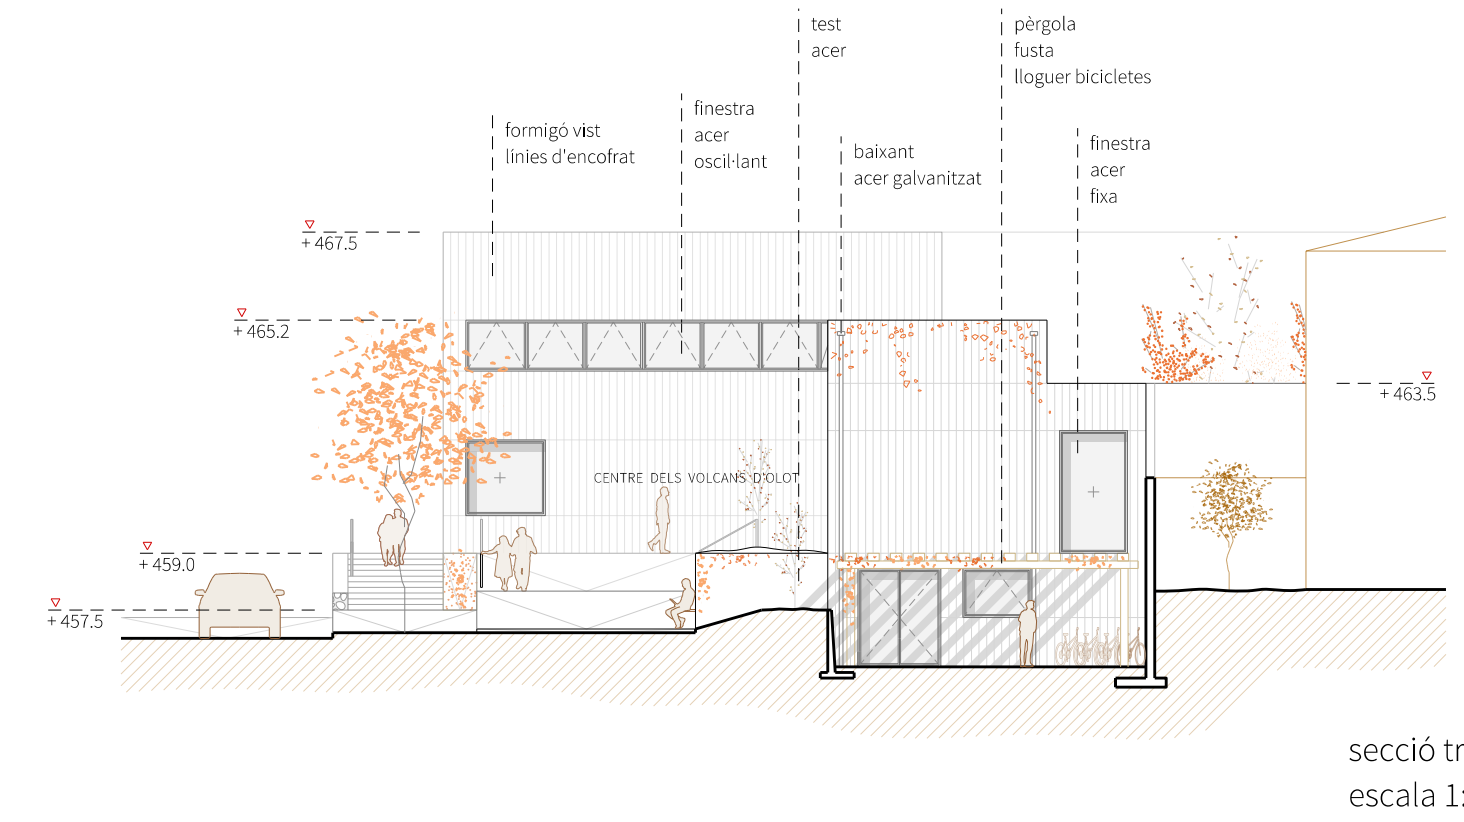 test
acer
pèrgola
fusta
lloguer bicicletes
finestra
acer
oscil·lant
formigó vist
línies d'encofrat
baixant
acer galvanitzat
finestra
acer
fixa
+ 467.5
+ 465.2
+ 463.5
CENTRE DELS VOLCANS D'OLOT
+ 459.0
+ 457.5
secció tr
escala 1: